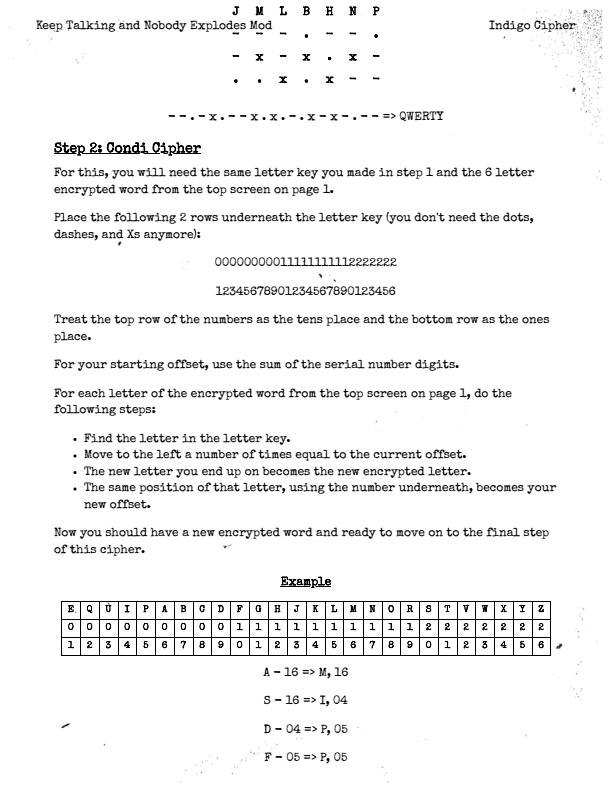 J M L B H N P
Keep Talking and Nobody Explodes Mod
Indigo Cipher
- - - . - - .
- x - x . x -
. . x . x - -
--.-x.--x.x.-.x-x-.--=> QWERTY
Step 2: Condi Cipher
For this, you will need the same letter key you made in step 1 and the 6 letter
encrypted word from the top screen on page 1.
Place the following 2 rows underneath the letter key (you don't need the dots,
dashes, and Xs anymore):
00000000011111111112222222
12345678901234567890123456
Treat the top row of the numbers as the tens place and the bottom row as the ones
place.
For your starting offset, use the sum of the serial number digits.
For each letter of the encrypted word from the top screen on page 1, do the
following steps:
• Find the letter in the letter key.
• Move to the left a number of times equal to the current offset.
• The new letter you end up on becomes the new encrypted letter.
• The same position of that letter, using the number underneath, becomes your
new offset.
Now you should have a new encrypted word and ready to move on to the final step
of this cipher.
Example
E Q U I P A B C D F G H J K L M N O R S T V W X Y Z
0 0 0 0 0 0 0 0 0 1 1 1 1 1 1 1 1 1 1 2 2 2 2 2 2 2
1 2 3 4 5 6 7 8 9 0 1 2 3 4 5 6 7 8 9 0 1 2 3 4 5 6
A - 16 => M, 16
S - 16 => I, 04
D - 04 => P, 05
F - 05 => P, 05